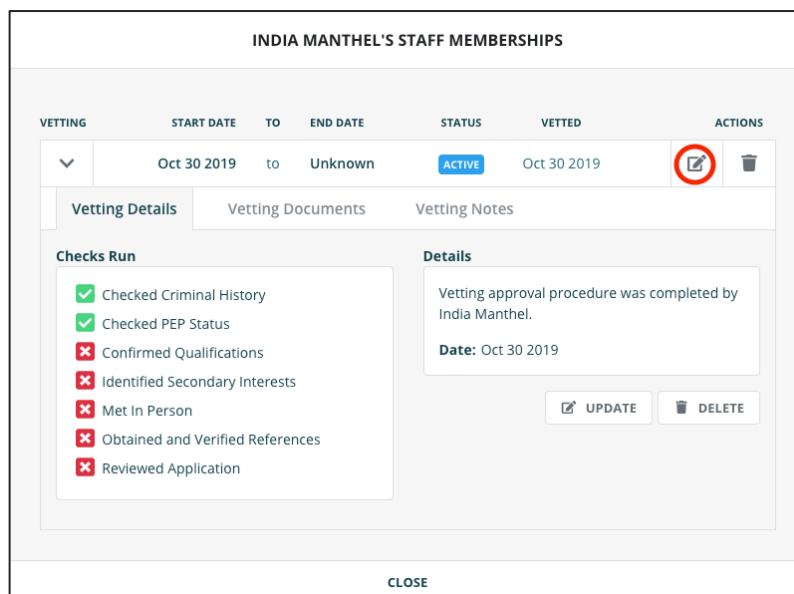 INDIA MANTHEL'S STAFF MEMBERSHIPS
VETTING START DATE TO END DATE STATUS VETTED ACTIONS
Oct 30 2019 to Unknown ACTIVE Oct 30 2019
Vetting Details Vetting Documents Vetting Notes
Checks Run
Checked Criminal History
Checked PEP Status
Confirmed Qualifications
Identified Secondary Interests
Met In Person
Obtained and Verified References
Reviewed Application
Details
Vetting approval procedure was completed by
India Manthel.
Date: Oct 30 2019
UPDATE DELETE
CLOSE